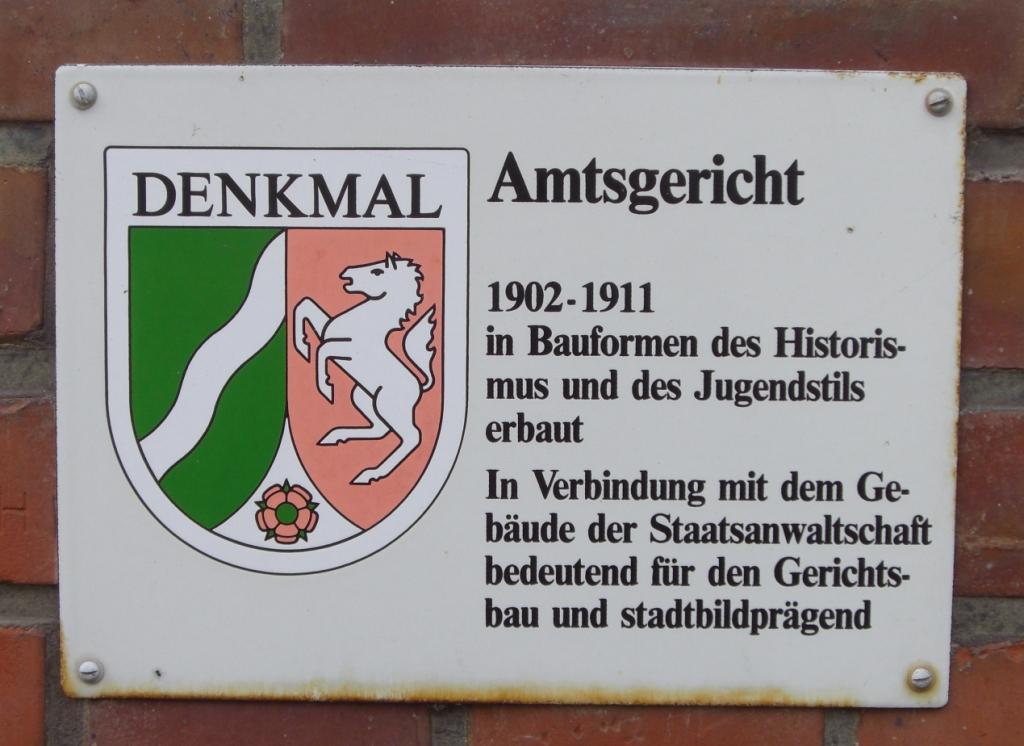 DENKMAL
Amtsgericht
1902-1911
in Bauformen des Historis-
mus und des Jugendstils
erbaut
In Verbindung mit dem Ge-
bäude der Staatsanwaltschaft
bedeutend für den Gerichts-
bau und stadtbildprägend